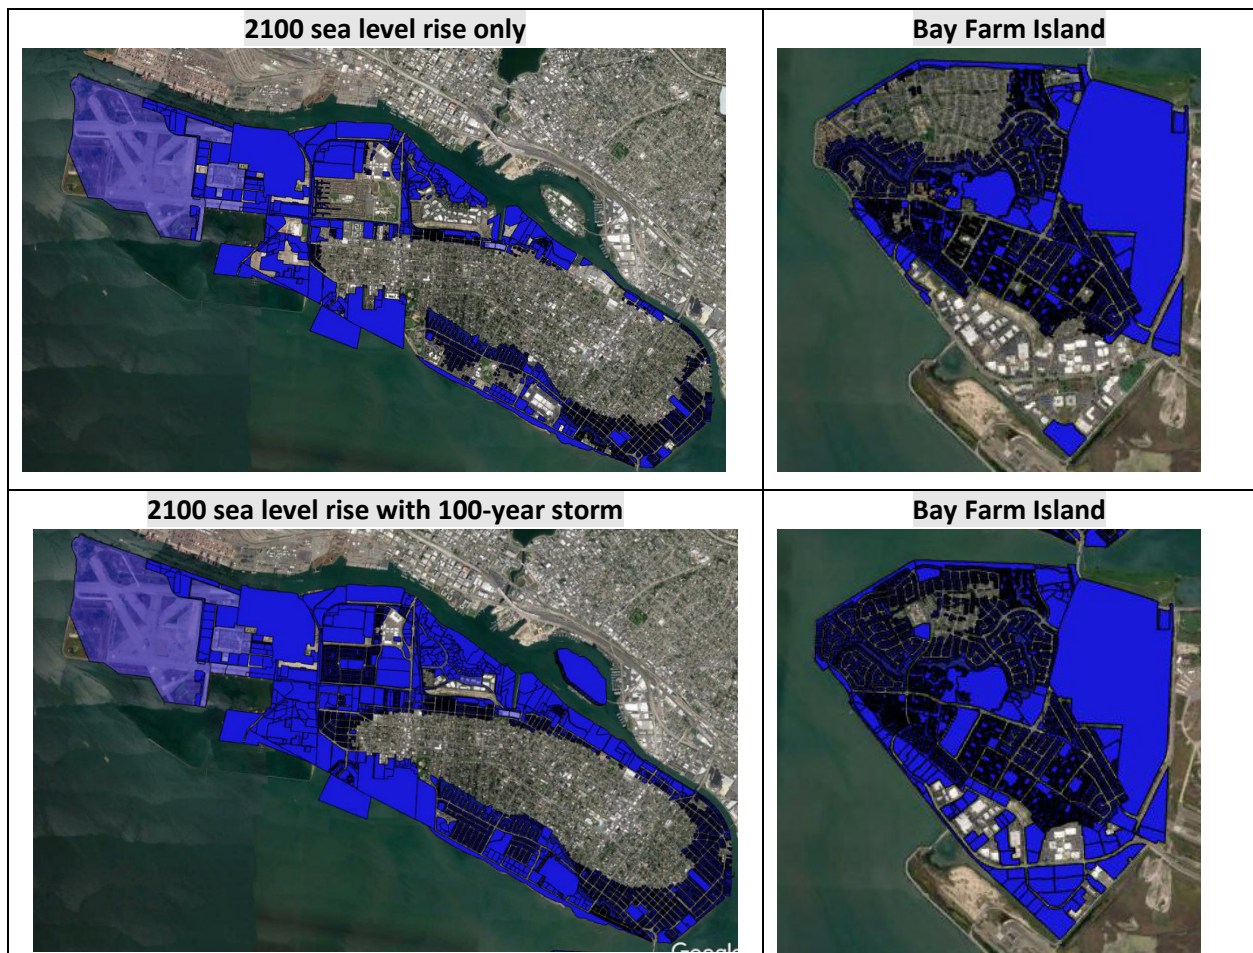 2100 sea level rise only
Bay Farm Island
2100 sea level rise with 100-year storm
Bay Farm Island
Google